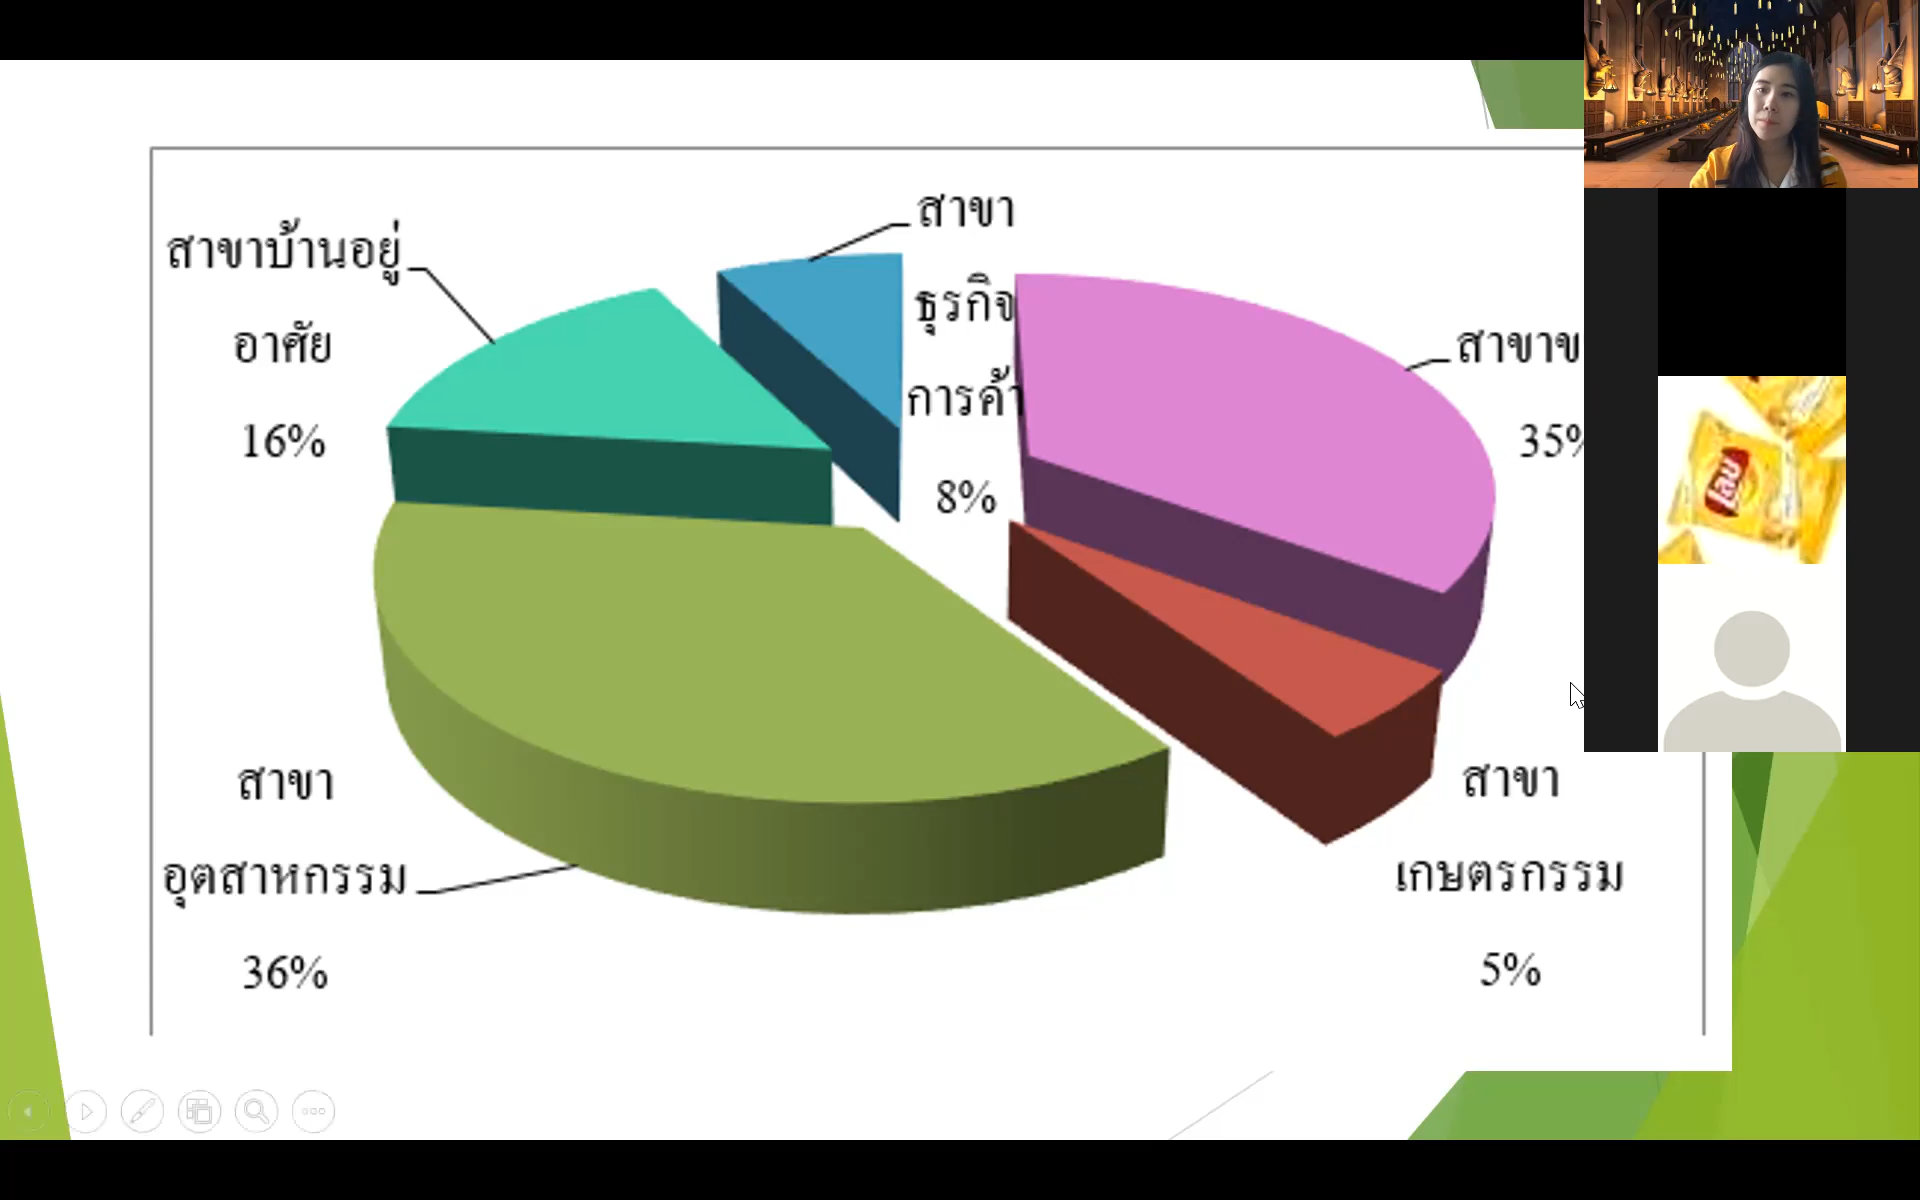 สาขาบ้านอยู่
อาศัย
16%
สาขา
ธุรกิจ
การค้า
8%
สาขาข
35%
สาขา
อุตสาหกรรม
36%
สาขา
เกษตรกรรม
5%